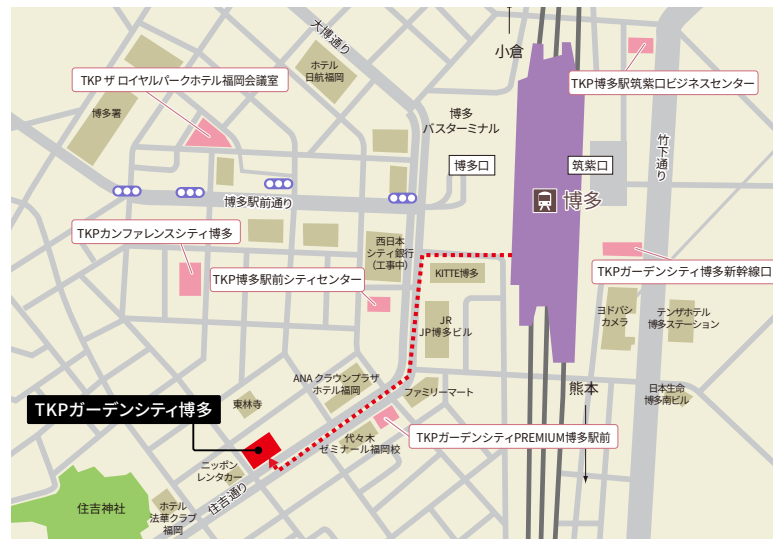 大博通り
小倉
ホテル
日航福岡
TKP博多駅筑紫口ビジネスセンター
TKP ザ ロイヤルパークホテル福岡会議室
博多署
博多
バスターミナル
竹下通り
博多口
筑紫口
博多駅前通り
博多
TKPカンファレンスシティ博多
西日本
シティ銀行
（工事中）
KITTE博多
TKPガーデンシティ博多新幹線口
TKP博多駅前シティセンター
JR
JP博多ビル
ヨドバシ
カメラ
テンザホテル
博多ステーション
ANA クラウンプラザ
ホテル福岡
ファミリーマート
熊本
日本生命
博多南ビル
東林寺
TKPガーデンシティ博多
TKPガーデンシティPREMIUM博多駅前
代々木
ゼミナール福岡校
ニッポン
レンタカー
住吉通り
住吉神社
ホテル
法華クラブ
福岡